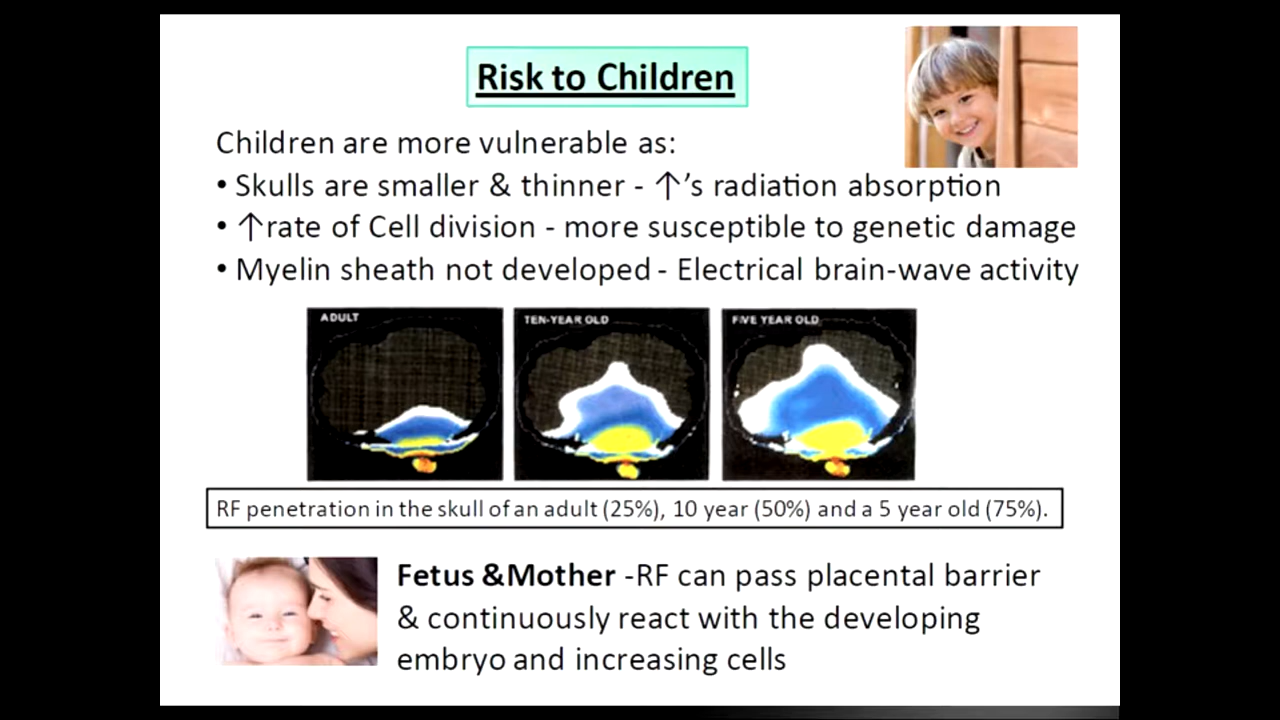 Risk to Children
Children are more vulnerable as:
• Skulls are smaller & thinner - ↑'s radiation absorption
• ↑rate of Cell division - more susceptible to genetic damage
• Myelin sheath not developed - Electrical brain-wave activity
ADULT
TEN-YEAR OLD
FIVE YEAR OLD
RF penetration in the skull of an adult (25%), 10 year (50%) and a 5 year old (75%).
Fetus &Mother -RF can pass placental barrier
& continuously react with the developing
embryo and increasing cells